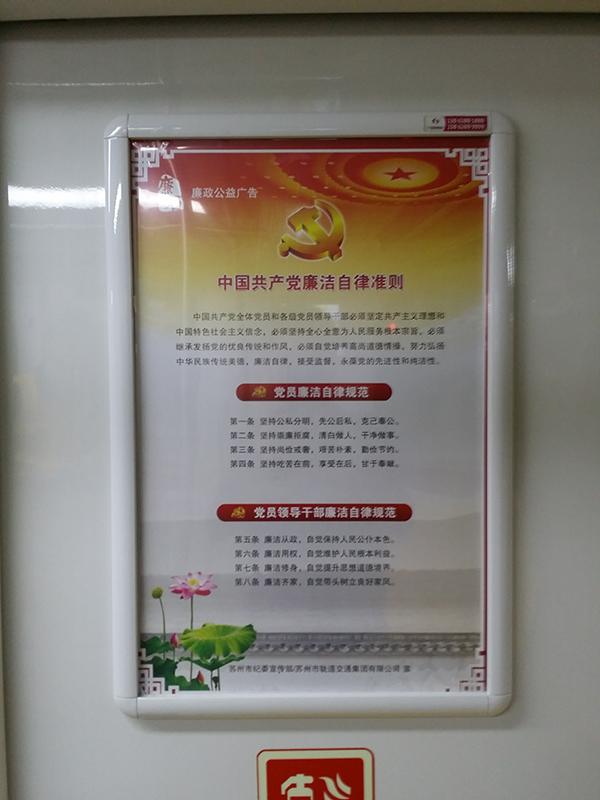 廉
廉政公益广告
中国共产党廉洁自律准则
中国共产党全体党员和各级党员领导干部必须坚定共产主义理想和
中国特色社会主义信念，必须坚持全心全意为人民服务根本宗旨，必须
继承发扬党的优良传统和作风，必须自觉培养高尚道德情操，努力弘扬
中华民族传统美德，廉洁自律，接受监督，永葆党的先进性和纯洁性。
党员廉洁自律规范
第一条 坚持公私分明，先公后私，克己奉公。
第二条 坚持崇廉拒腐，清白做人，干净做事。
第三条 坚持尚俭戒奢，艰苦朴素，勤俭节约。
第四条 坚持吃苦在前，享受在后，甘于奉献。
党员领导干部廉洁自律规范
第五条 廉洁从政，自觉保持人民公仆本色。
第六条 廉洁用权，自觉维护人民根本利益。
第七条 廉洁修身，自觉提升思想道德境界。
第八条 廉洁齐家，自觉带头树立良好家风。
苏州市纪委宣传部/苏州市轨道交通集团有限公司 宣